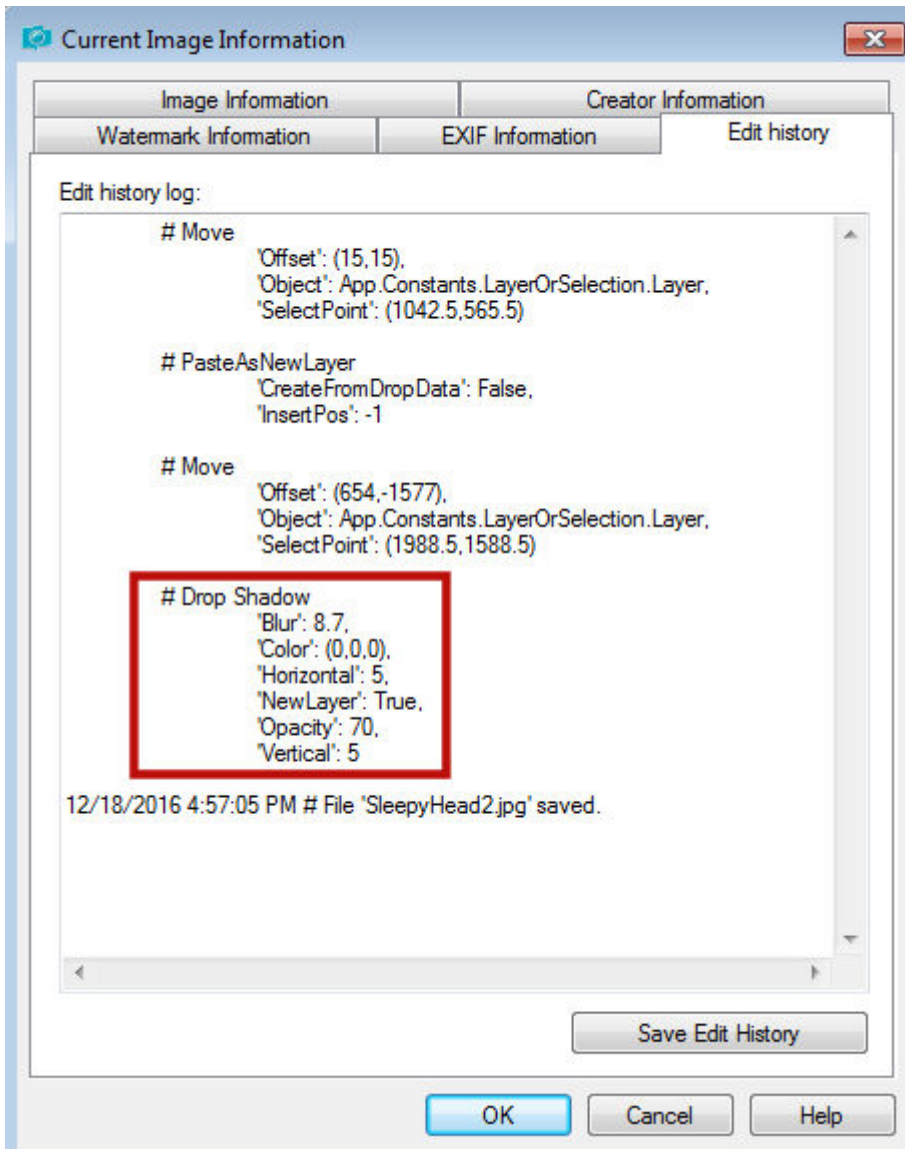 Current Image Information
Image Information
Creator Information
Watermark Information
EXIF Information
Edit history
Edit history log:
# Move
'Offset': (15,15),
'Object': App.Constants.LayerOrSelection.Layer,
'SelectPoint': (1042.5,565.5)
# PasteAsNewLayer
'CreateFromDropData': False,
'InsertPos': -1
# Move
'Offset': (654,-1577),
'Object': App.Constants.LayerOrSelection.Layer,
'SelectPoint': (1988.5,1588.5)
# Drop Shadow
'Blur': 8.7,
'Color': (0,0,0),
'Horizontal': 5,
'NewLayer': True,
'Opacity': 70,
'Vertical': 5
12/18/2016 4:57:05 PM # File 'SleepyHead2.jpg' saved.
Save Edit History
OK
Cancel
Help